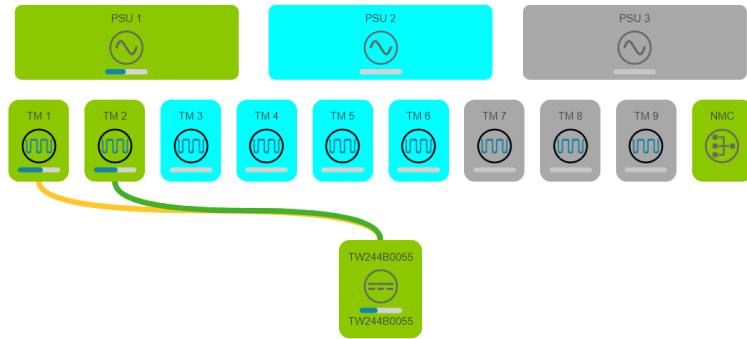 PSU 1
PSU 2
PSU 3
TM 1
TM 2
TM 3
TM 4
TM 5
TM 6
TM 7
TM 8
TM 9
NMC
TW244B0055
TW244B0055